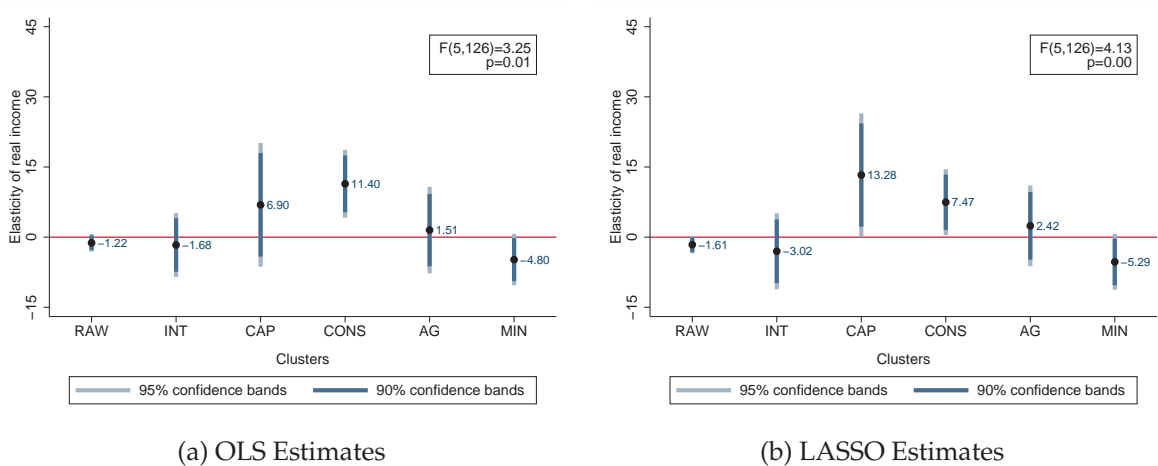 Elasticity of real income
45
30
15
0
−15
F(5,126)=3.25
p=0.01
−1.22
−1.68
6.90
11.40
1.51
−4.80
RAW INT CAP CONS AG MIN
Clusters
95% confidence bands 90% confidence bands
(a) OLS Estimates
Elasticity of real income
45
30
15
0
−15
F(5,126)=4.13
p=0.00
−1.61
−3.02
13.28
7.47
2.42
−5.29
RAW INT CAP CONS AG MIN
Clusters
95% confidence bands 90% confidence bands
(b) LASSO Estimates